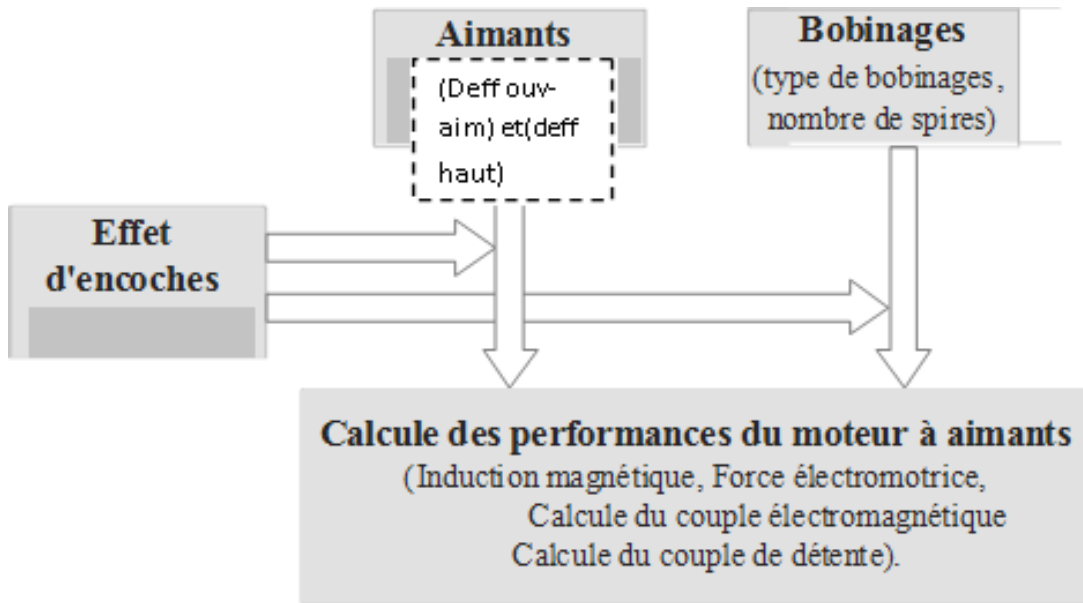 Aimants
(Deff ouv-
aim) et(deff
haut)
Bobinages
(type de bobinages,
nombre de spires)
Effet
d'encoches
Calcule des performances du moteur à aimants
(Induction magnétique, Force électromotrice,
Calcule du couple électromagnétique
Calcule du couple de détente).